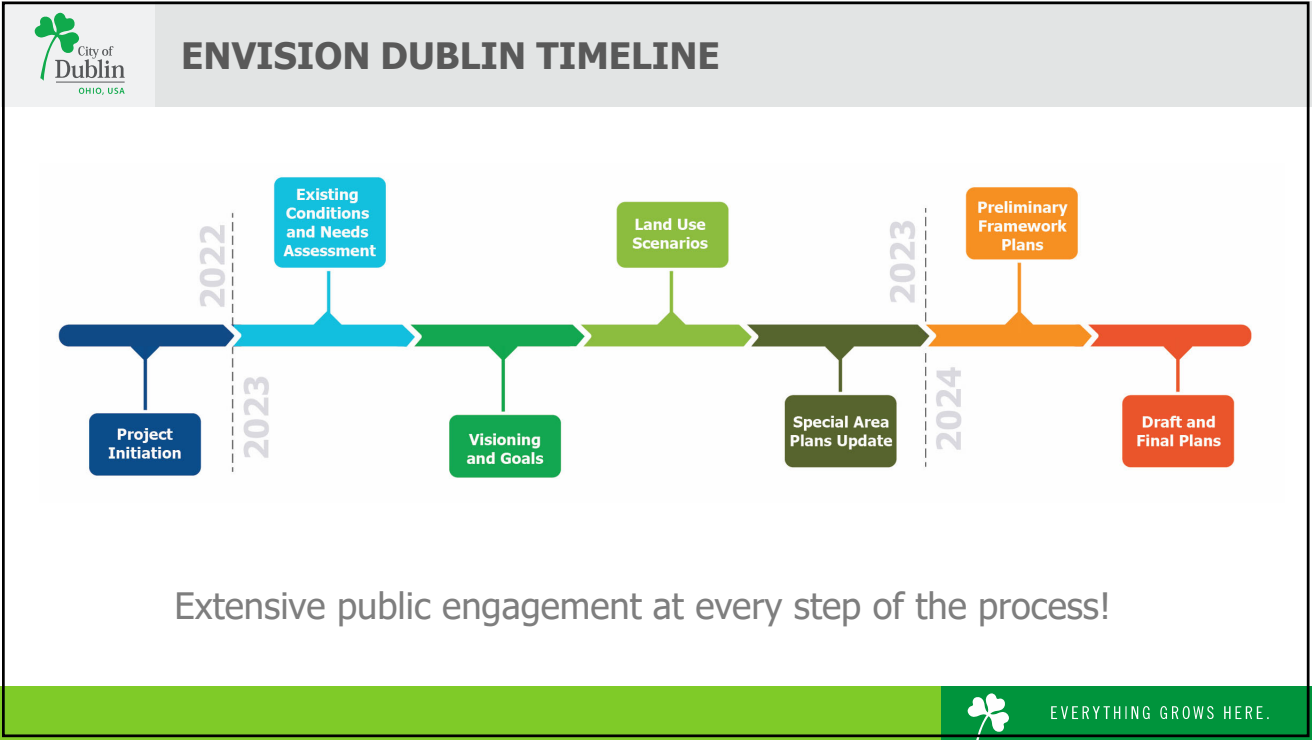 City of
Dublin
OHIO, USA
ENVISION DUBLIN TIMELINE
2022
2023
Project
Initiation
Existing
Conditions
and Needs
Assessment
Visioning
and Goals
Land Use
Scenarios
Special Area
Plans Update
2023
2024
Preliminary
Framework
Plans
Draft and
Final Plans
Extensive public engagement at every step of the process!
EVERYTHING GROWS HERE.